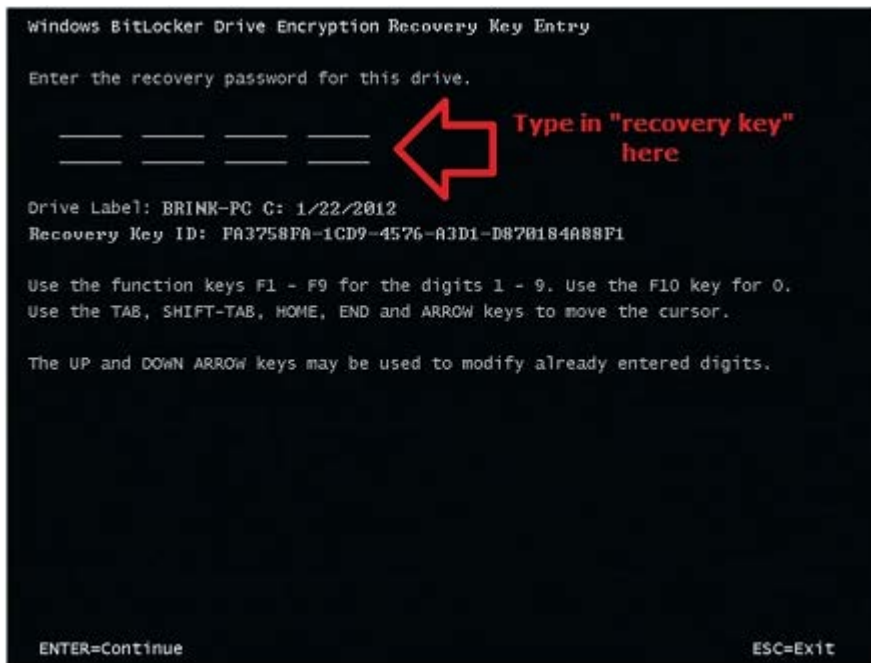 Windows BitLocker Drive Encryption Recovery Key Entry
Enter the recovery password for this drive.
Type in "recovery key"
here
Drive Label: BRINK-PC C: 1/22/2012
Recovery Key ID: FA3758FA-1CD9-4576-A3D1-D870184A88F1
Use the function keys F1 - F9 for the digits 1 - 9. Use the F10 key for 0.
Use the TAB, SHIFT-TAB, HOME, END and ARROW keys to move the cursor.
The UP and DOWN ARROW keys may be used to modify already entered digits.
ENTER=Continue ESC=Exit